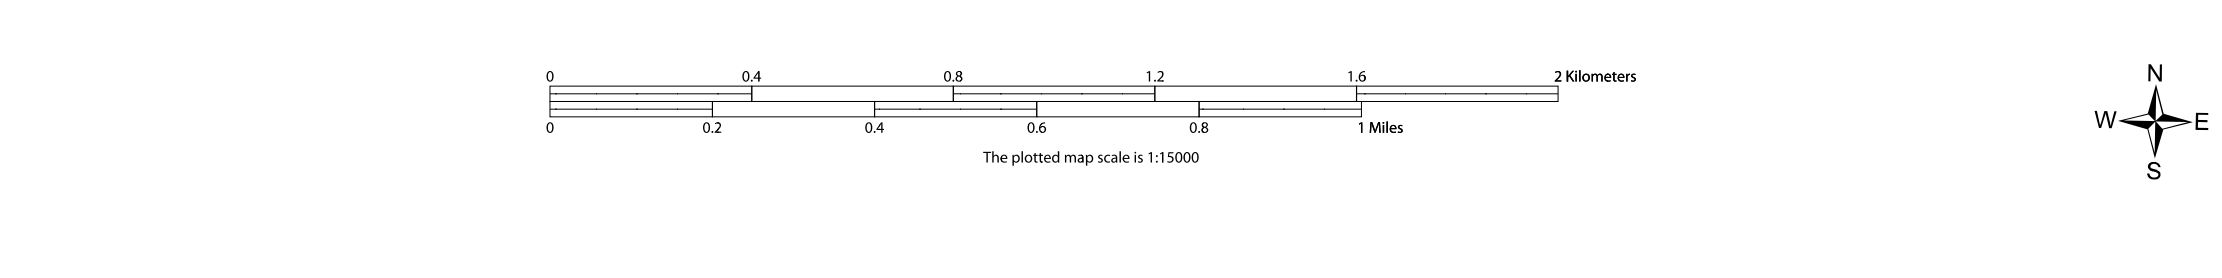 0 0.4 0.8 1.2 1.6 2 Kilometers
0 0.2 0.4 0.6 0.8 1 Miles
The plotted map scale is 1:15000
N
W E
S